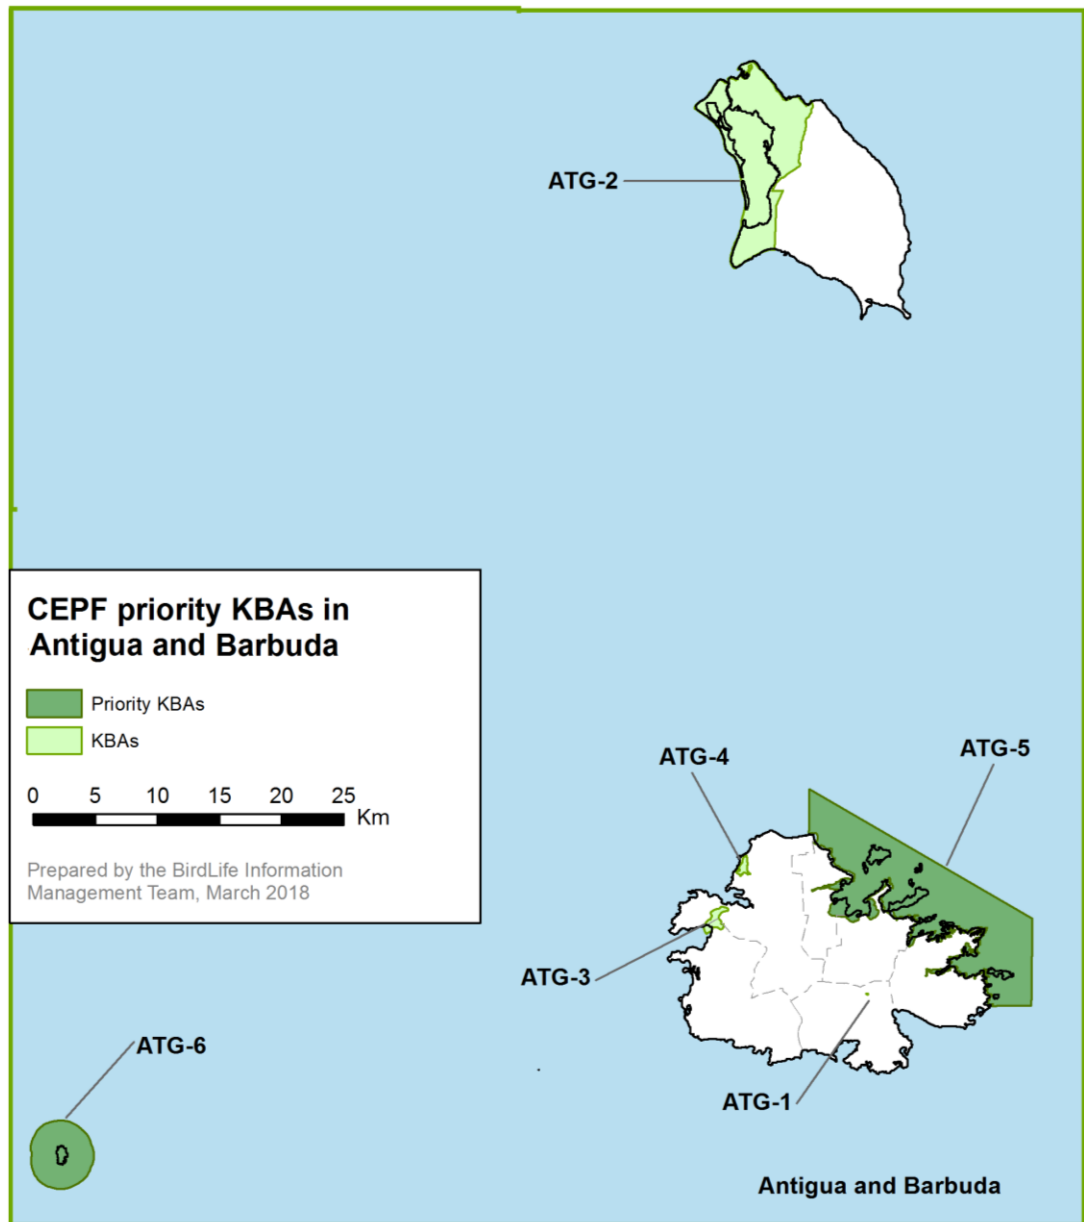 ATG-2
CEPF priority KBAs in
Antigua and Barbuda
Priority KBAs
KBAs
0 5 10 15 20 25
Km
Prepared by the BirdLife Information
Management Team, March 2018
ATG-4
ATG-5
ATG-3
ATG-6
ATG-1
Antigua and Barbuda